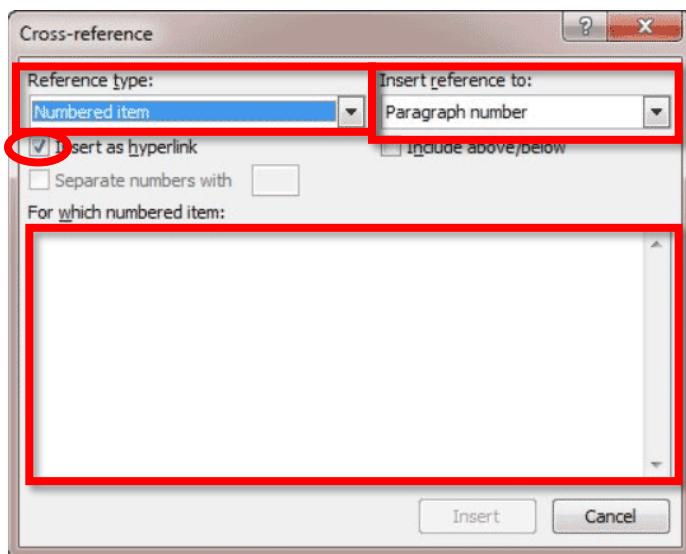 Cross-reference
Reference type: Insert reference to:
Numbered item Paragraph number
Insert as hyperlink Include above/below
Separate numbers with
For which numbered item:
Insert Cancel